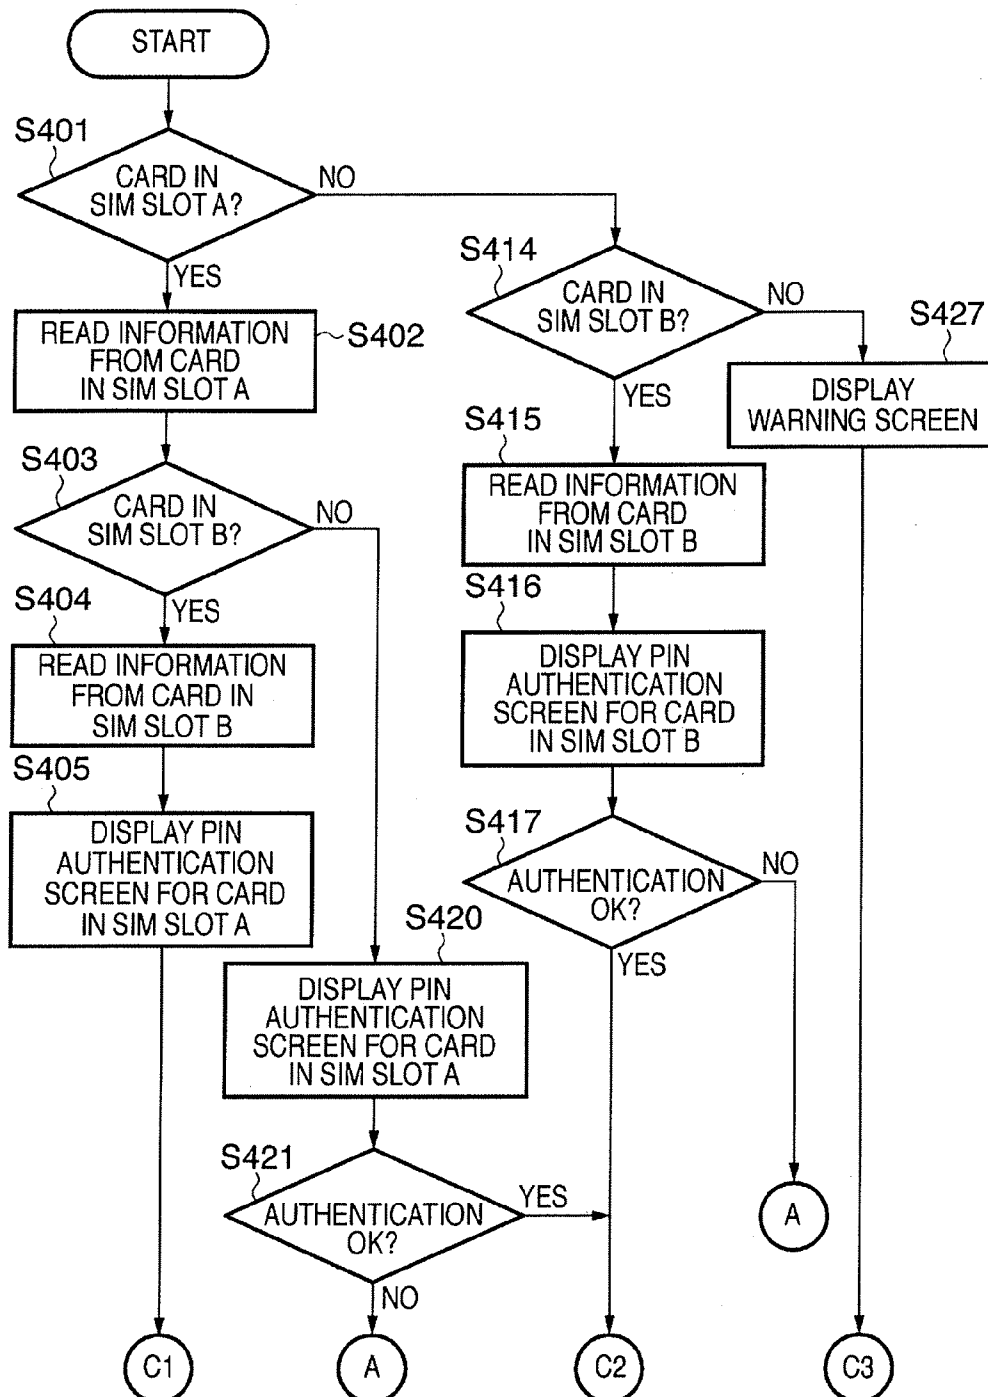 START
S401
CARD IN
SIM SLOT A?
NO
YES
S414
CARD IN
SIM SLOT B?
NO
YES
S427
DISPLAY
WARNING SCREEN
READ INFORMATION
FROM CARD
IN SIM SLOT A
S402
S403
CARD IN
SIM SLOT B?
NO
YES
S415
READ INFORMATION
FROM CARD
IN SIM SLOT B
S404
READ INFORMATION
FROM CARD IN
SIM SLOT B
S416
DISPLAY PIN
AUTHENTICATION
SCREEN FOR CARD
IN SIM SLOT B
S405
DISPLAY PIN
AUTHENTICATION
SCREEN FOR CARD
IN SIM SLOT A
S417
AUTHENTICATION
OK?
NO
YES
S420
DISPLAY PIN
AUTHENTICATION
SCREEN FOR CARD
IN SIM SLOT A
S421
AUTHENTICATION
OK?
YES
NO
A
C1
A
C2
C3